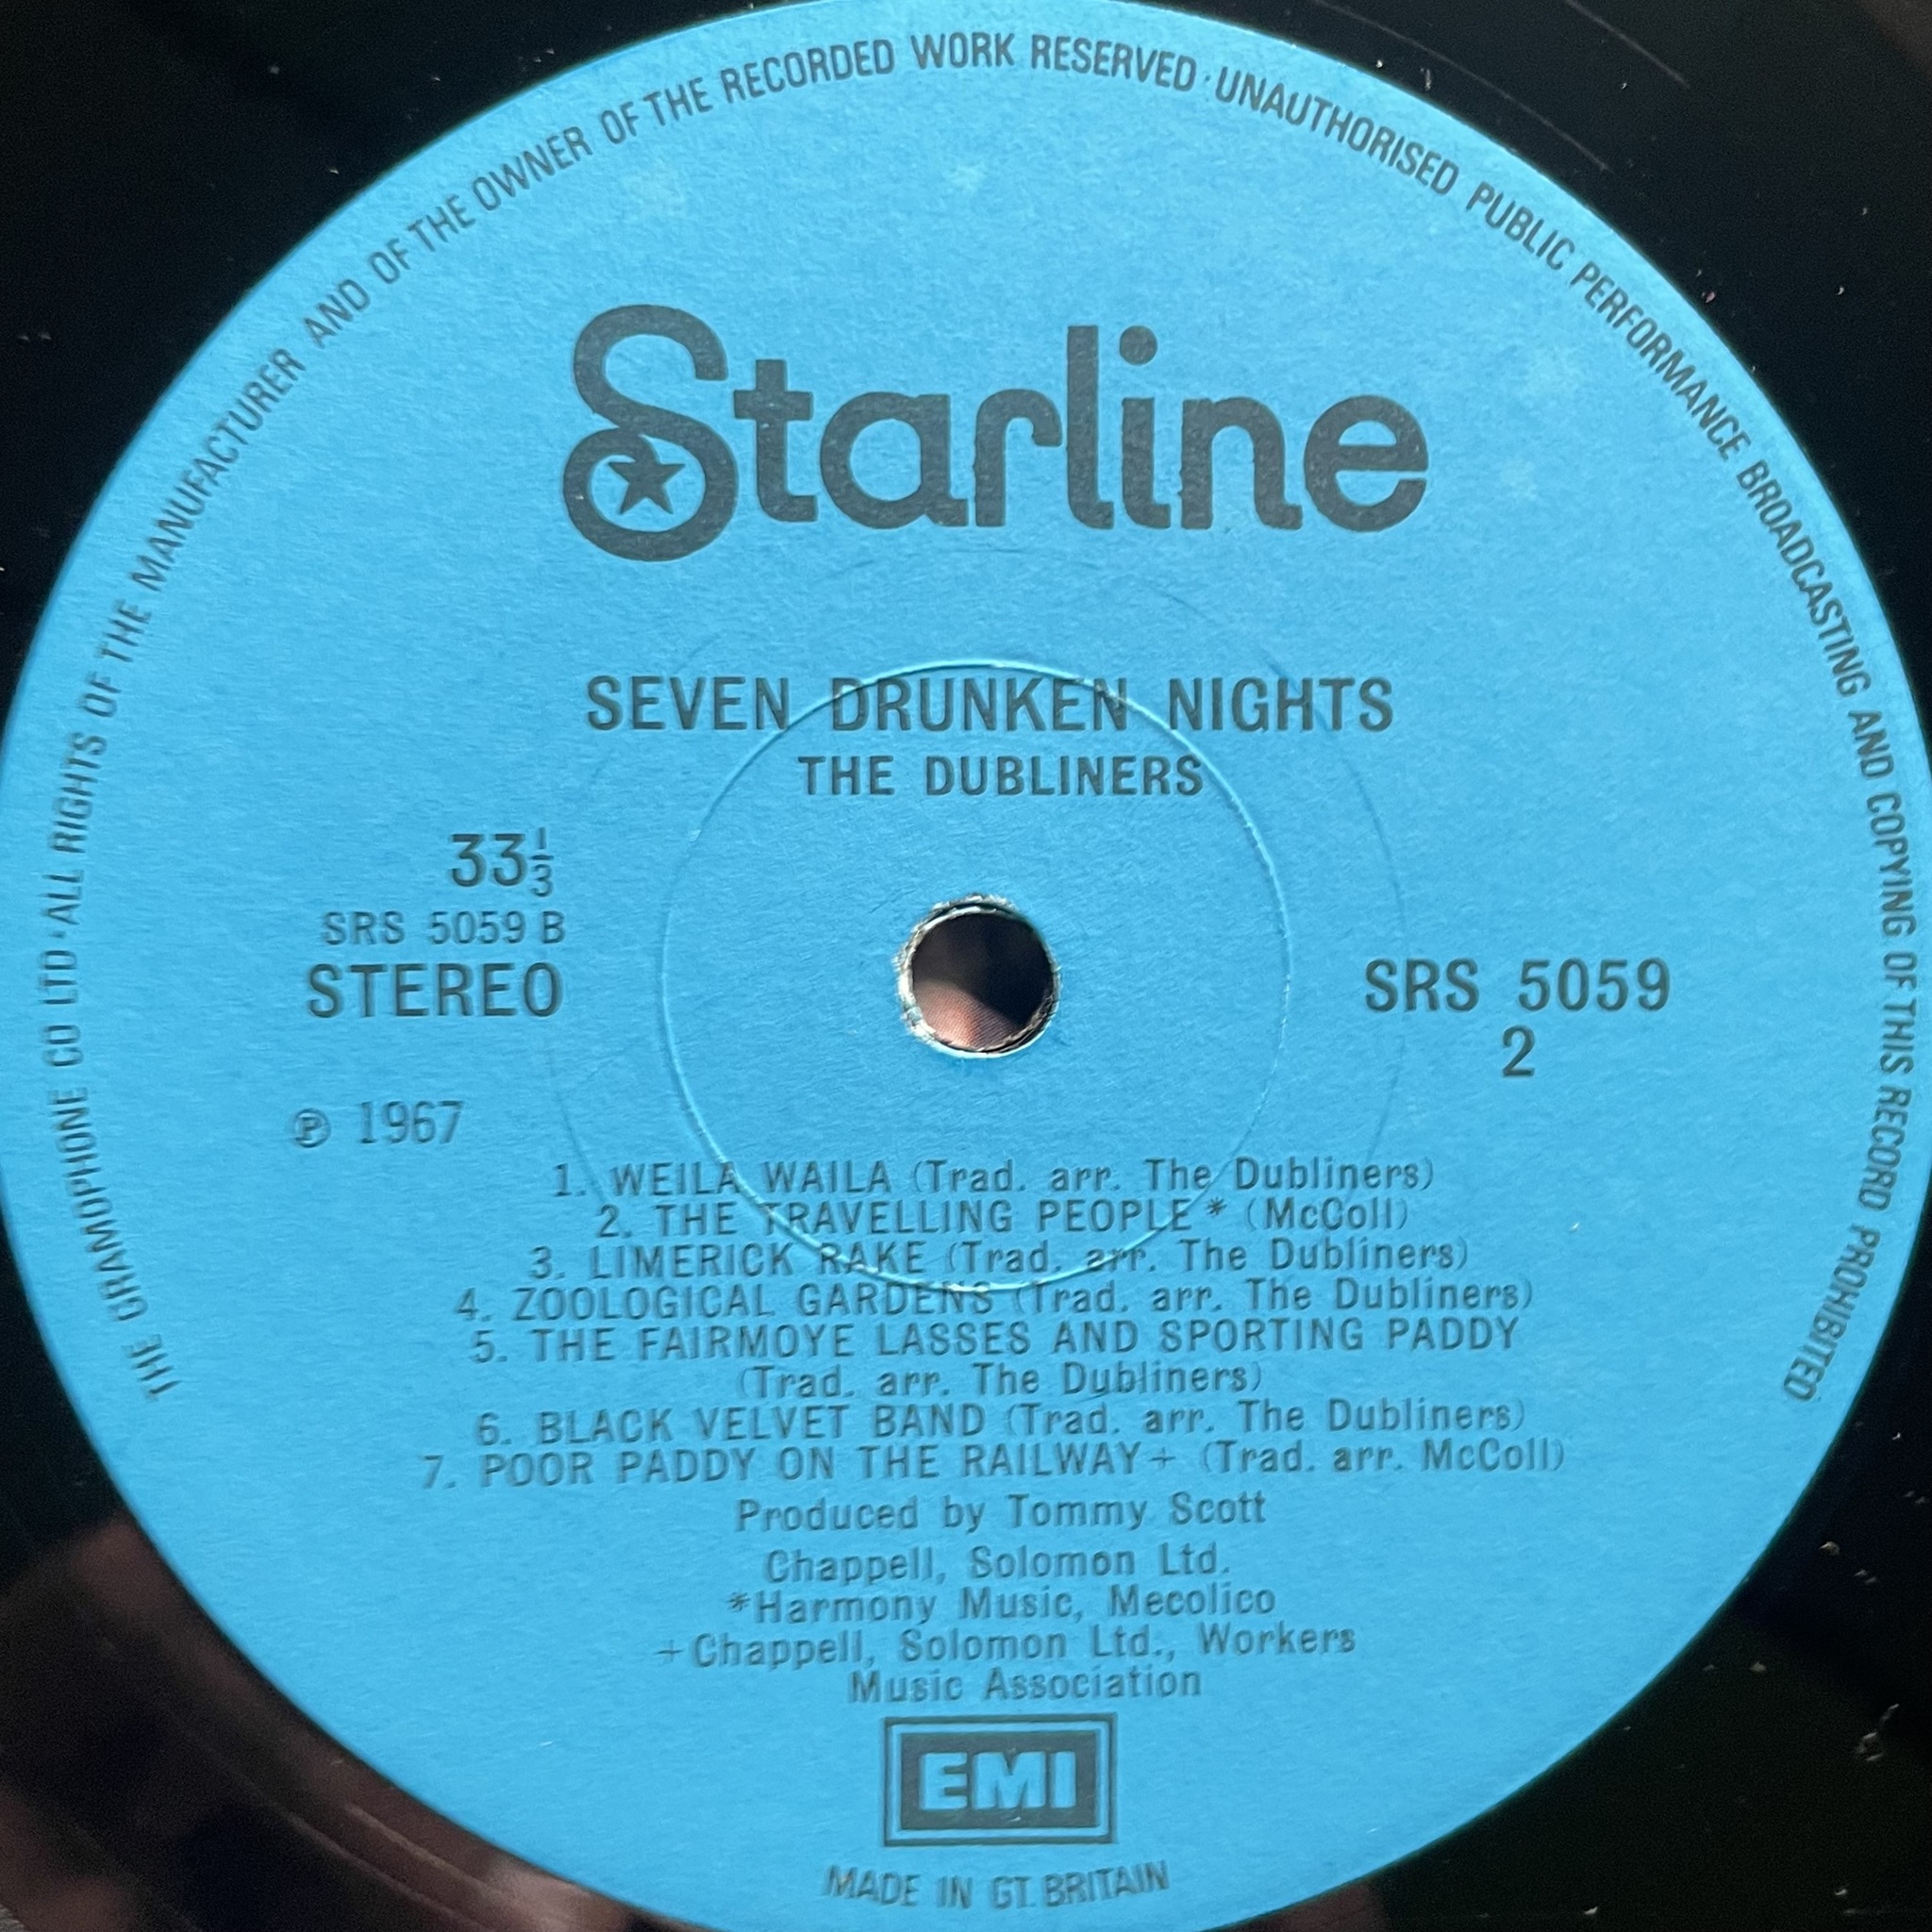 THE GRAMOPHONE CO LTD · ALL RIGHTS OF THE MANUFACTURER AND OF THE OWNER OF THE RECORDED WORK RESERVED · UNAUTHORISED PUBLIC PERFORMANCE BROADCASTING AND COPYING OF THIS RECORD PROHIBITED
Starline
SEVEN DRUNKEN NIGHTS
THE DUBLINERS
33⅓
SRS 5059 B
STEREO
SRS 5059
2
℗ 1967
1. WEILA WAILA (Trad. arr. The Dubliners)
2. THE TRAVELLING PEOPLE* (McColl)
3. LIMERICK RAKE (Trad. arr. The Dubliners)
4. ZOOLOGICAL GARDENS (Trad. arr. The Dubliners)
5. THE FAIRMOYE LASSES AND SPORTING PADDY
(Trad. arr. The Dubliners)
6. BLACK VELVET BAND (Trad. arr. The Dubliners)
7. POOR PADDY ON THE RAILWAY+ (Trad. arr. McColl)
Produced by Tommy Scott
Chappell, Solomon Ltd.
*Harmony Music, Mecolico
+Chappell, Solomon Ltd., Workers
Music Association
EMI
MADE IN GT. BRITAIN